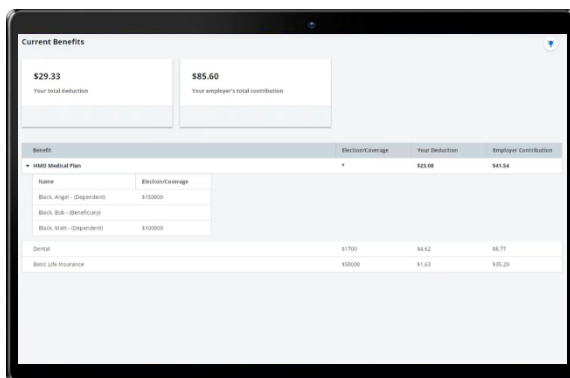 Current Benefits
$29.33
Your total deduction
$85.60
Your employer's total contribution
Benefit Election/Coverage Your Deduction Employer Contribution
HMO Medical Plan * $23.08 $41.54
Name Election/Coverage
Black, Angel - (Dependent) $150000
Black, Bob - (Beneficiary)
Black, Matt - (Dependent) $100000
Dental $1700 $4.62 $8.77
Basic Life Insurance $50000 $1.63 $35.29